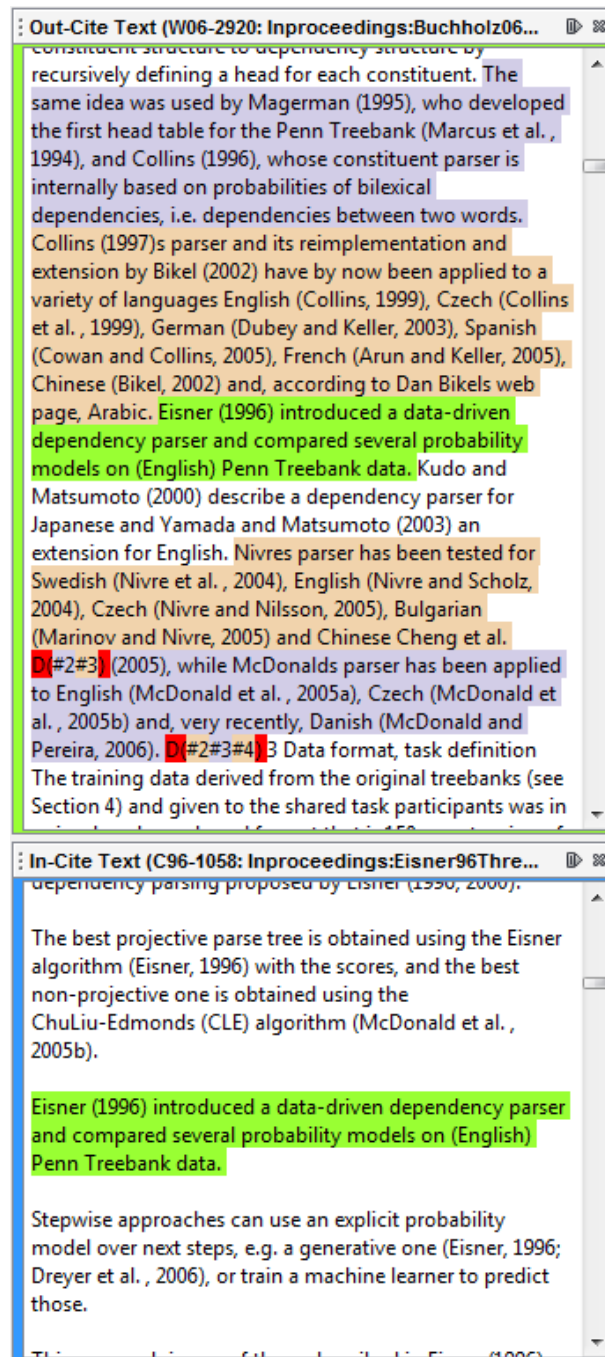 Out-Cite Text (W06-2920: Inproceedings:Buchholz06...
constituent structure to dependency structure by
recursively defining a head for each constituent. The
same idea was used by Magerman (1995), who developed
the first head table for the Penn Treebank (Marcus et al. ,
1994), and Collins (1996), whose constituent parser is
internally based on probabilities of bilexical
dependencies, i.e. dependencies between two words.
Collins (1997)s parser and its reimplementation and
extension by Bikel (2002) have by now been applied to a
variety of languages English (Collins, 1999), Czech (Collins
et al. , 1999), German (Dubey and Keller, 2003), Spanish
(Cowan and Collins, 2005), French (Arun and Keller, 2005),
Chinese (Bikel, 2002) and, according to Dan Bikels web
page, Arabic. Eisner (1996) introduced a data-driven
dependency parser and compared several probability
models on (English) Penn Treebank data. Kudo and
Matsumoto (2000) describe a dependency parser for
Japanese and Yamada and Matsumoto (2003) an
extension for English. Nivres parser has been tested for
Swedish (Nivre et al. , 2004), English (Nivre and Scholz,
2004), Czech (Nivre and Nilsson, 2005), Bulgarian
(Marinov and Nivre, 2005) and Chinese Cheng et al.
D(#2#3) (2005), while McDonalds parser has been applied
to English (McDonald et al. , 2005a), Czech (McDonald et
al. , 2005b) and, very recently, Danish (McDonald and
Pereira, 2006). D(#2#3#4) 3 Data format, task definition
The training data derived from the original treebanks (see
Section 4) and given to the shared task participants was in
In-Cite Text (C96-1058: Inproceedings:Eisner96Thre...
dependency parsing proposed by Eisner (1996, 2000).
The best projective parse tree is obtained using the Eisner
algorithm (Eisner, 1996) with the scores, and the best
non-projective one is obtained using the
ChuLiu-Edmonds (CLE) algorithm (McDonald et al. ,
2005b).
Eisner (1996) introduced a data-driven dependency parser
and compared several probability models on (English)
Penn Treebank data.
Stepwise approaches can use an explicit probability
model over next steps, e.g. a generative one (Eisner, 1996;
Dreyer et al. , 2006), or train a machine learner to predict
those.